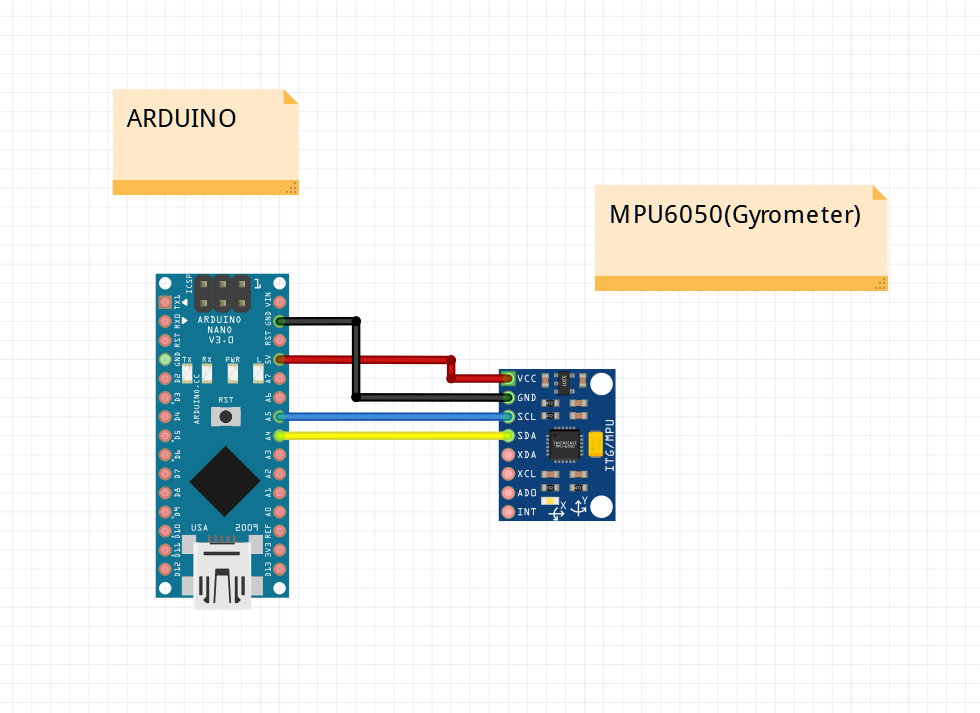 ARDUINO
MPU6050(Gyrometer)
ICSP
1
TX1
RX0
RST
GND
D2
D3
D4
D5
D6
D7
D8
D9
D10
D11
D12
VIN
GND
RST
5V
A7
A6
A5
A4
A3
A2
A1
A0
REF
3V3
D13
ARDUINO
NANO
V3.0
TX RX PWR L
ARDUINO.CC
RST
USA 2009
VCC
GND
SCL
SDA
XDA
XCL
ADO
INT
ITG/MPU
X
Y